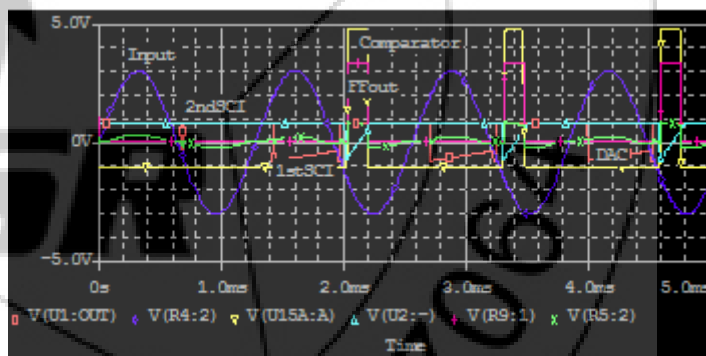 5.0V
Comparator
Input
FFout
2ndSCI
0V
1stSCI
DAC
-5.0V
0s 1.0ms 2.0ms 3.0ms 4.0ms 5.0ms
V(U1:OUT) V(R4:2) V(U15A:A) V(U2:-) V(R9:1) V(R5:2)
Time